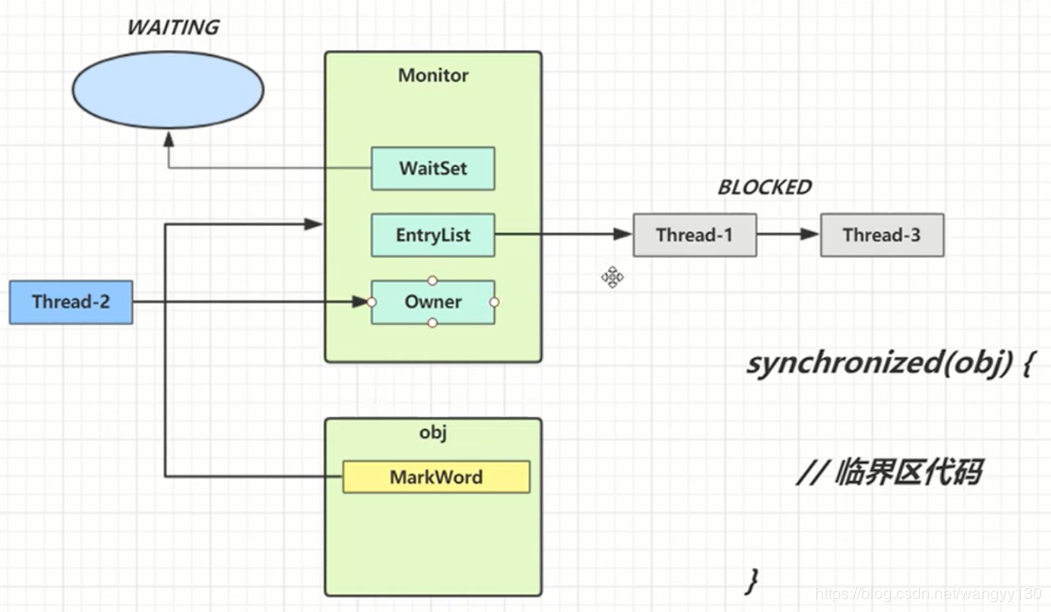 WAITING
Monitor
WaitSet
BLOCKED
EntryList
Thread-1
Thread-3
Thread-2
Owner
synchronized(obj) {
obj
MarkWord
// 临界区代码
}
https://blog.csdn.net/wangyy130